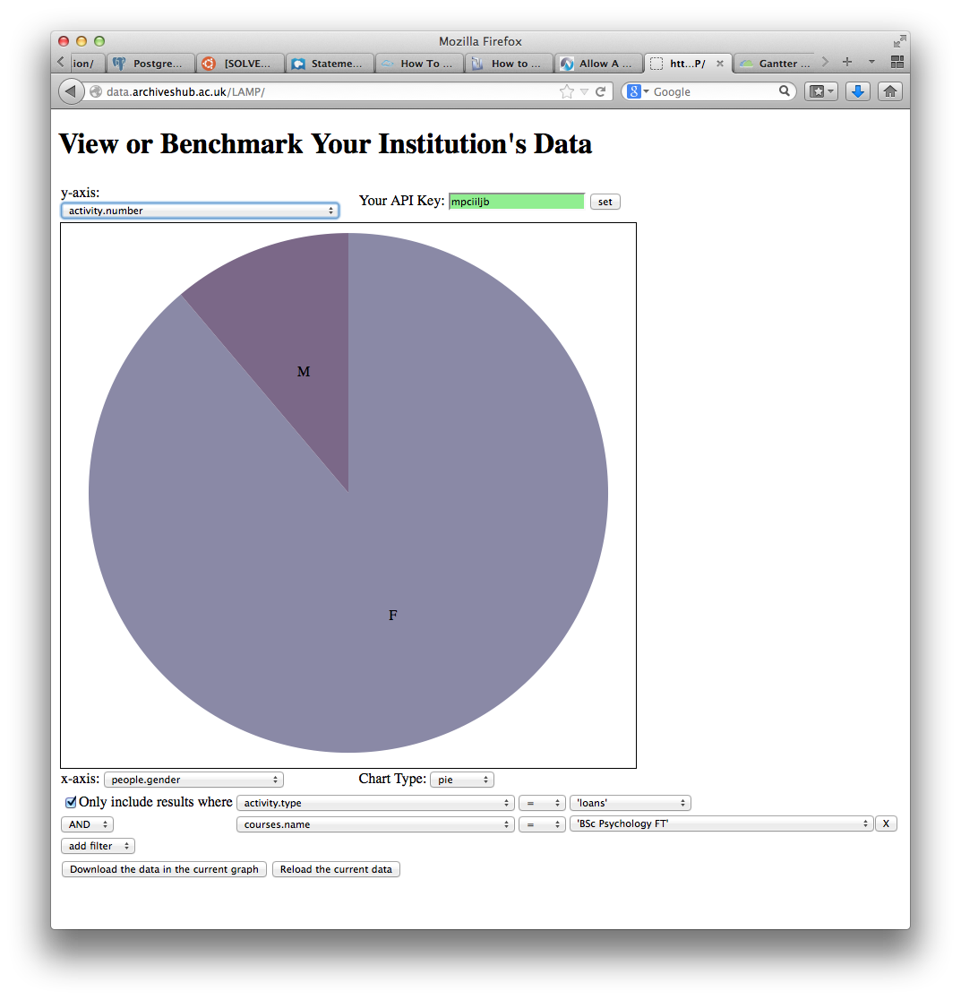 Mozilla Firefox
ion/ Postgre... [SOLVE... Stateme... How To ... How to ... Allow A ... htt...P/ Gantter ...
data.archiveshub.ac.uk/LAMP/ 8 Google
View or Benchmark Your Institution's Data
y-axis:
activity.number
Your API Key: mpciiljb set
M
F
x-axis: people.gender Chart Type: pie
Only include results where activity.type = 'loans'
AND courses.name = 'BSc Psychology FT' X
add filter
Download the data in the current graph Reload the current data